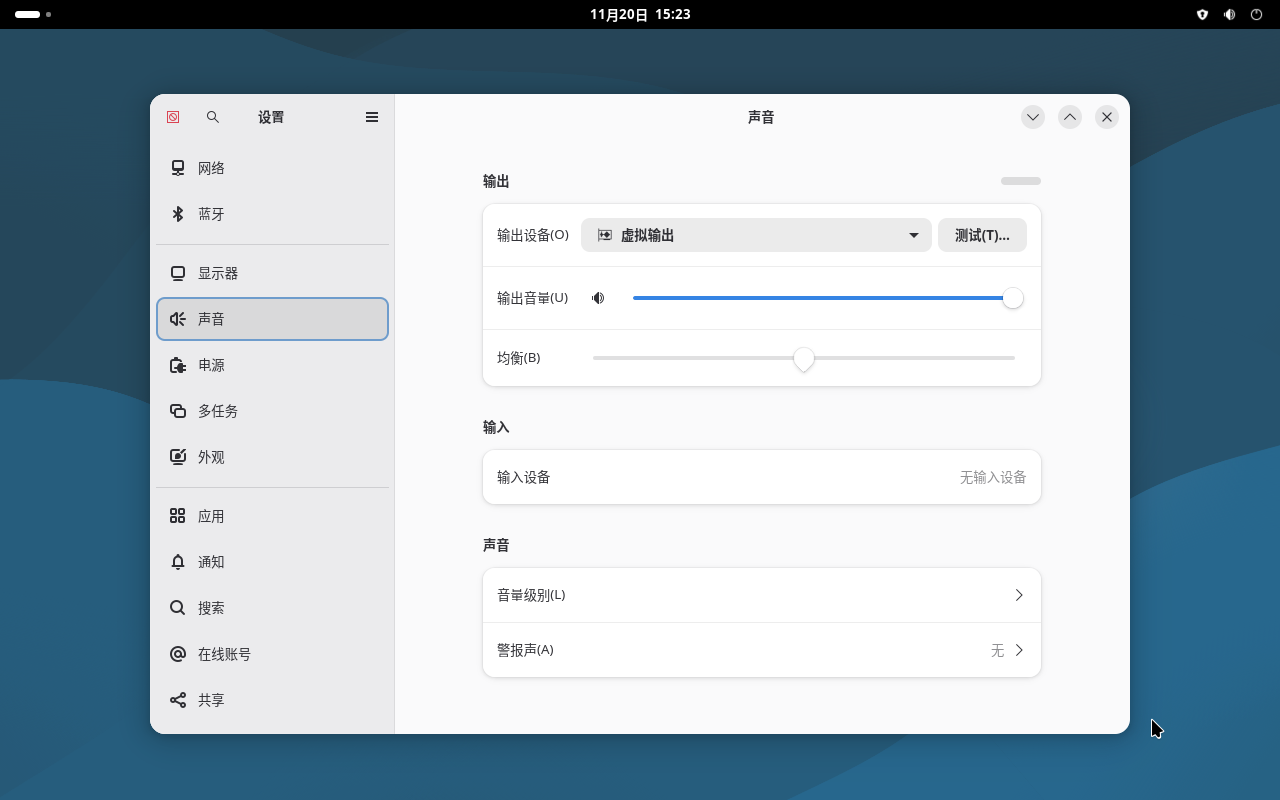 11月20日 15:23
设置
声音
网络
蓝牙
显示器
声音
电源
多任务
外观
应用
通知
搜索
在线账号
共享
输出
输出设备(O)
虚拟输出
测试(T)...
输出音量(U)
均衡(B)
输入
输入设备
无输入设备
声音
音量级别(L)
警报声(A)
无